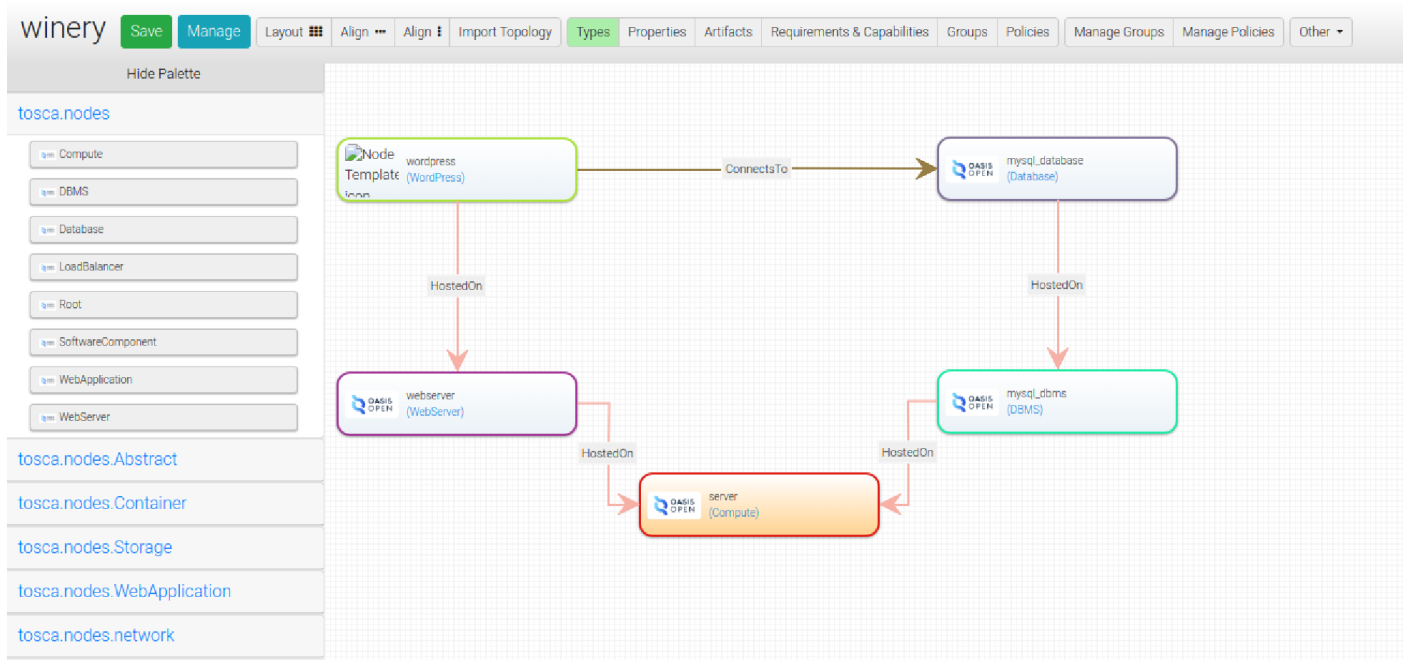 winery Save Manage Layout Align Align Import Topology Types Properties Artifacts Requirements & Capabilities Groups Policies Manage Groups Manage Policies Other
Hide Palette
tosca.nodes
Compute
DBMS
Database
LoadBalancer
Root
SoftwareComponent
WebApplication
WebServer
tosca.nodes.Abstract
tosca.nodes.Container
tosca.nodes.Storage
tosca.nodes.WebApplication
tosca.nodes.network
Node
Template
icon
wordpress
(WordPress)
ConnectsTo
OASIS
OPEN
mysql_database
(Database)
HostedOn
HostedOn
OASIS
OPEN
webserver
(WebServer)
OASIS
OPEN
mysql_dbms
(DBMS)
HostedOn
HostedOn
OASIS
OPEN
server
(Compute)